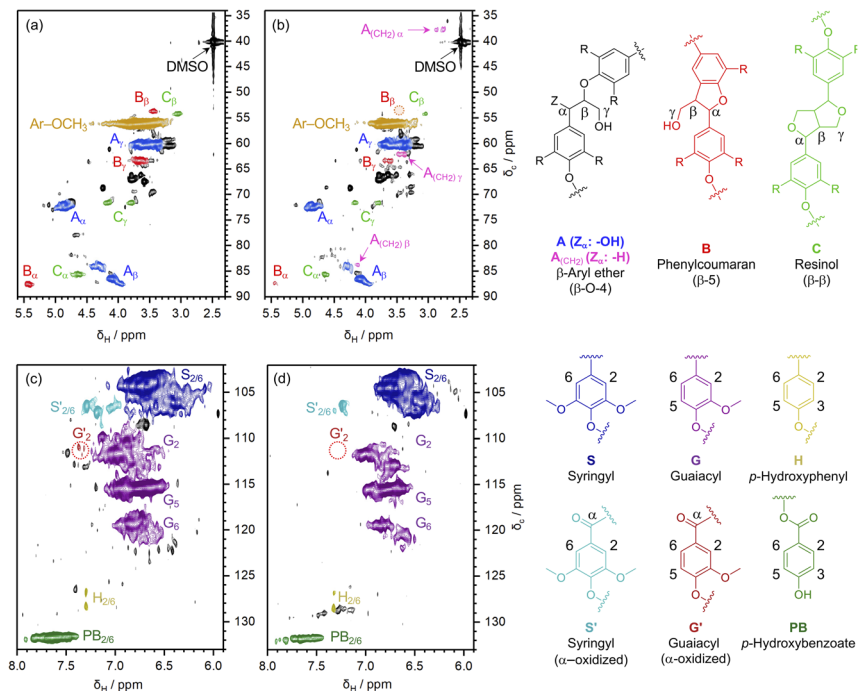 (a)
DMSO
Bβ
Cβ
Ar–OCH3
Aγ
Bγ
Aα
Cγ
Bα
Cα
Aβ
5.5 5.0 4.5 4.0 3.5 3.0 2.5
δH / ppm
(b)
A(CH2) α
DMSO
Bβ
Cβ
Ar–OCH3
Aγ
Bγ
A(CH2) γ
Aα
Cγ
A(CH2) β
Bα
Cα
Aβ
5.5 5.0 4.5 4.0 3.5 3.0 2.5
δH / ppm
35
40
45
50
55
60
65
70
75
80
85
90
δc / ppm
R
O
R
Z
α
β
γ
OH
R
R
O
A (Zα: -OH)
A(CH2) (Zα: -H)
β-Aryl ether
(β-O-4)
R
γ
O
HO
β
α
R
R
O
B
Phenylcoumaran
(β-5)
O
R
R
O
α
β
γ
O
R
R
O
C
Resinol
(β-β)
(c)
S2/6
S'2/6
G'2
G2
G5
G6
H2/6
PB2/6
8.0 7.5 7.0 6.5 6.0
δH / ppm
(d)
S2/6
S'2/6
G'2
G2
G5
G6
H2/6
PB2/6
8.0 7.5 7.0 6.5 6.0
δH / ppm
105
110
115
120
125
130
δc / ppm
6 2
O O
O
S
Syringyl
6 2
5
O
O
G
Guaiacyl
6 2
5 3
O
H
p-Hydroxyphenyl
O α
6 2
O O
O
S'
Syringyl
(α–oxidized)
O α
6 2
5
O
O
G'
Guaiacyl
(α-oxidized)
O O
6 2
5 3
OH
PB
p-Hydroxybenzoate